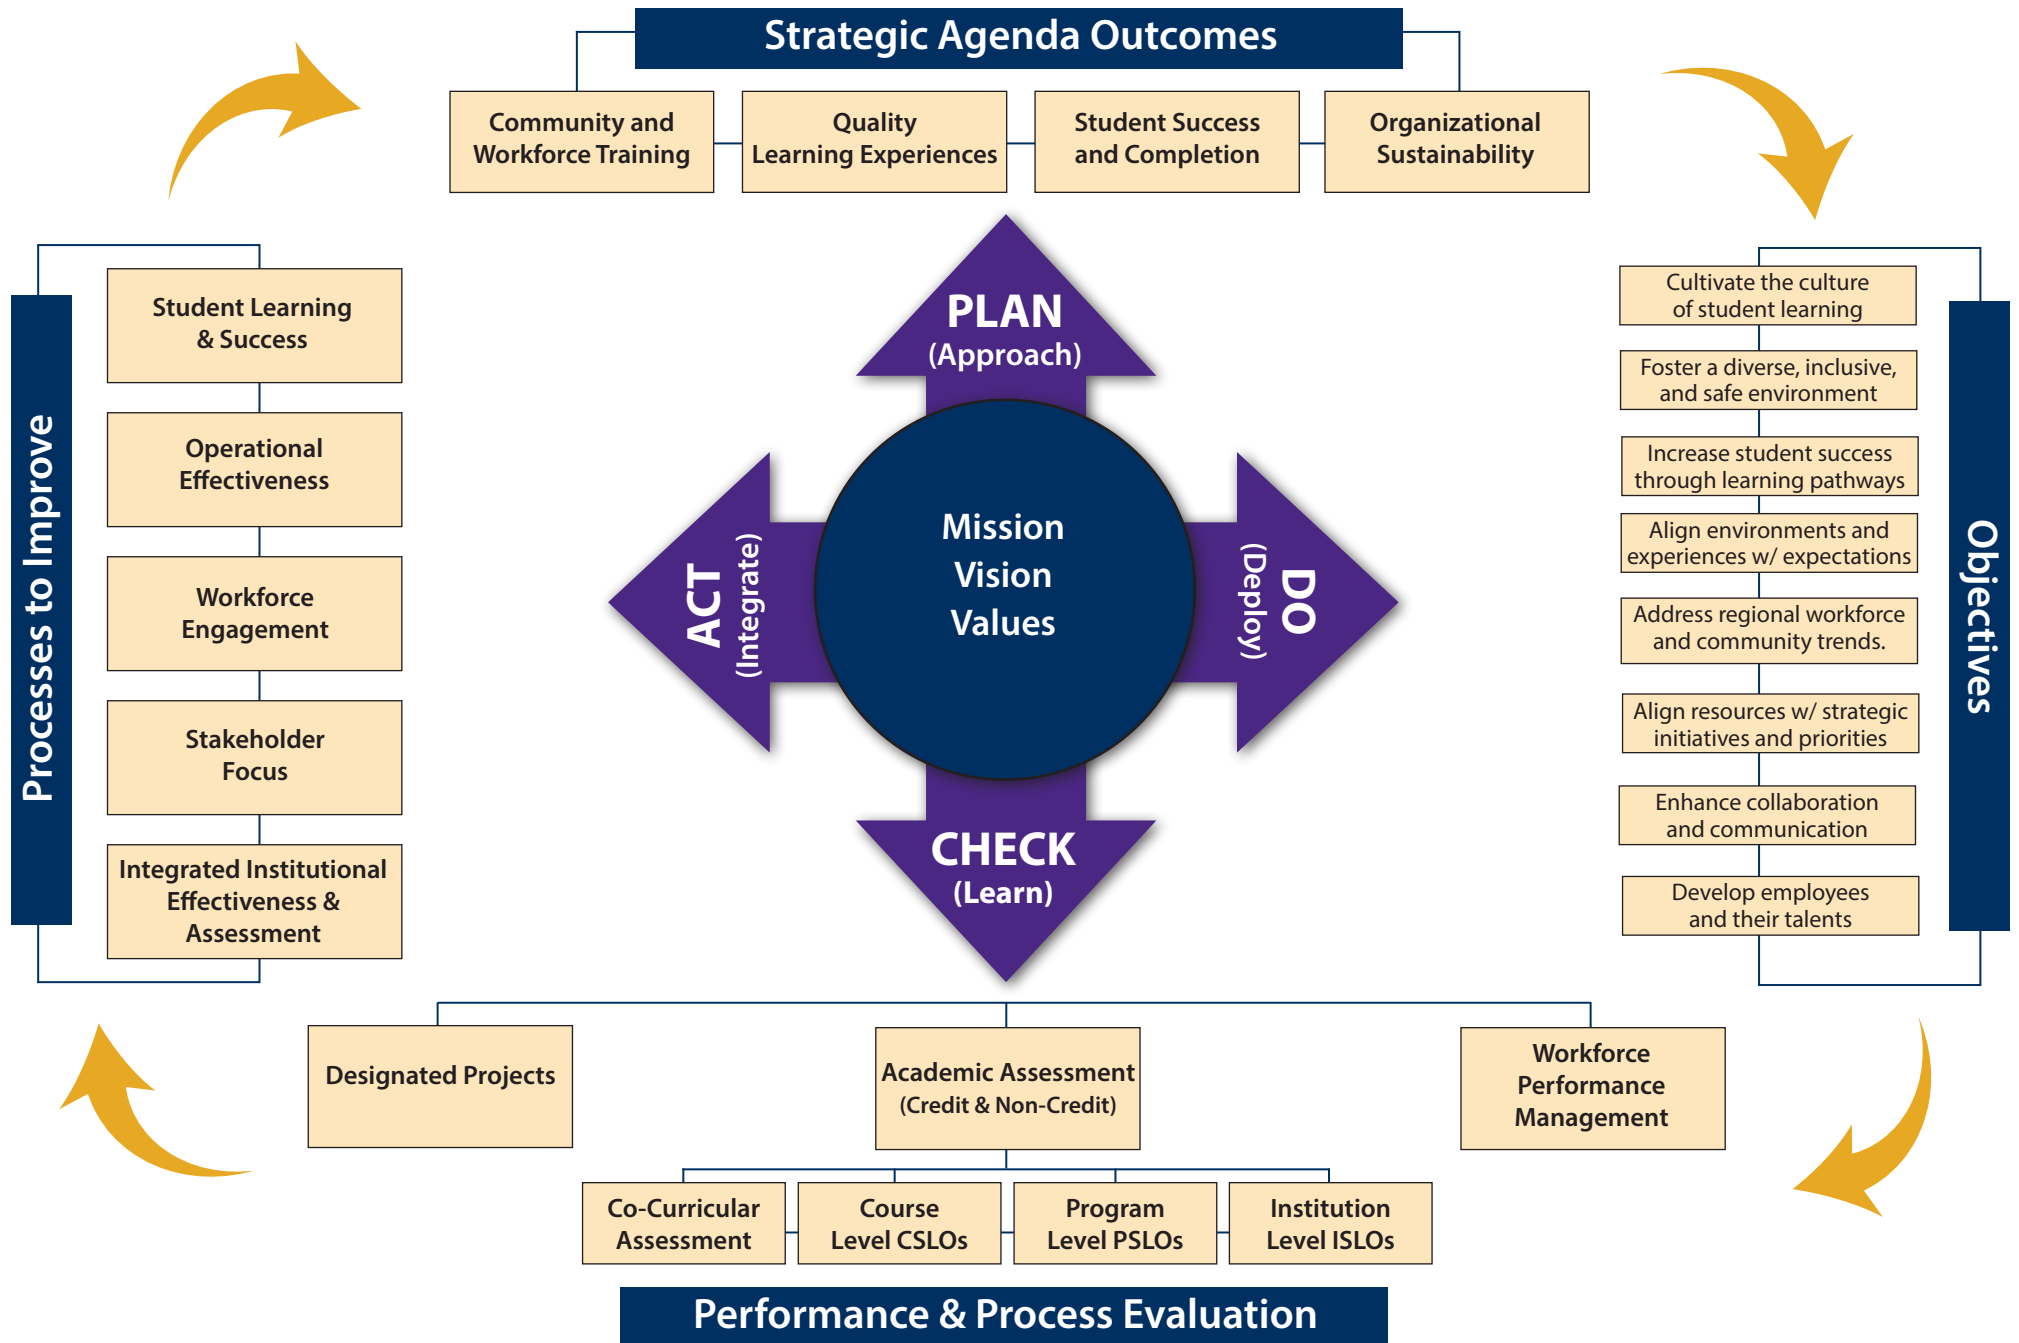 Strategic Agenda Outcomes
Community and
Workforce Training
Quality
Learning Experiences
Student Success
and Completion
Organizational
Sustainability
Processes to Improve
Student Learning
& Success
Operational
Effectiveness
Workforce
Engagement
Stakeholder
Focus
Integrated Institutional
Effectiveness &
Assessment
PLAN
(Approach)
ACT
(Integrate)
Mission
Vision
Values
DO
(Deploy)
CHECK
(Learn)
Cultivate the culture
of student learning
Foster a diverse, inclusive,
and safe environment
Increase student success
through learning pathways
Align environments and
experiences w/ expectations
Address regional workforce
and community trends.
Align resources w/ strategic
initiatives and priorities
Enhance collaboration
and communication
Develop employees
and their talents
Objectives
Designated Projects
Academic Assessment
(Credit & Non-Credit)
Workforce
Performance
Management
Co-Curricular
Assessment
Course
Level CSLOs
Program
Level PSLOs
Institution
Level ISLOs
Performance & Process Evaluation